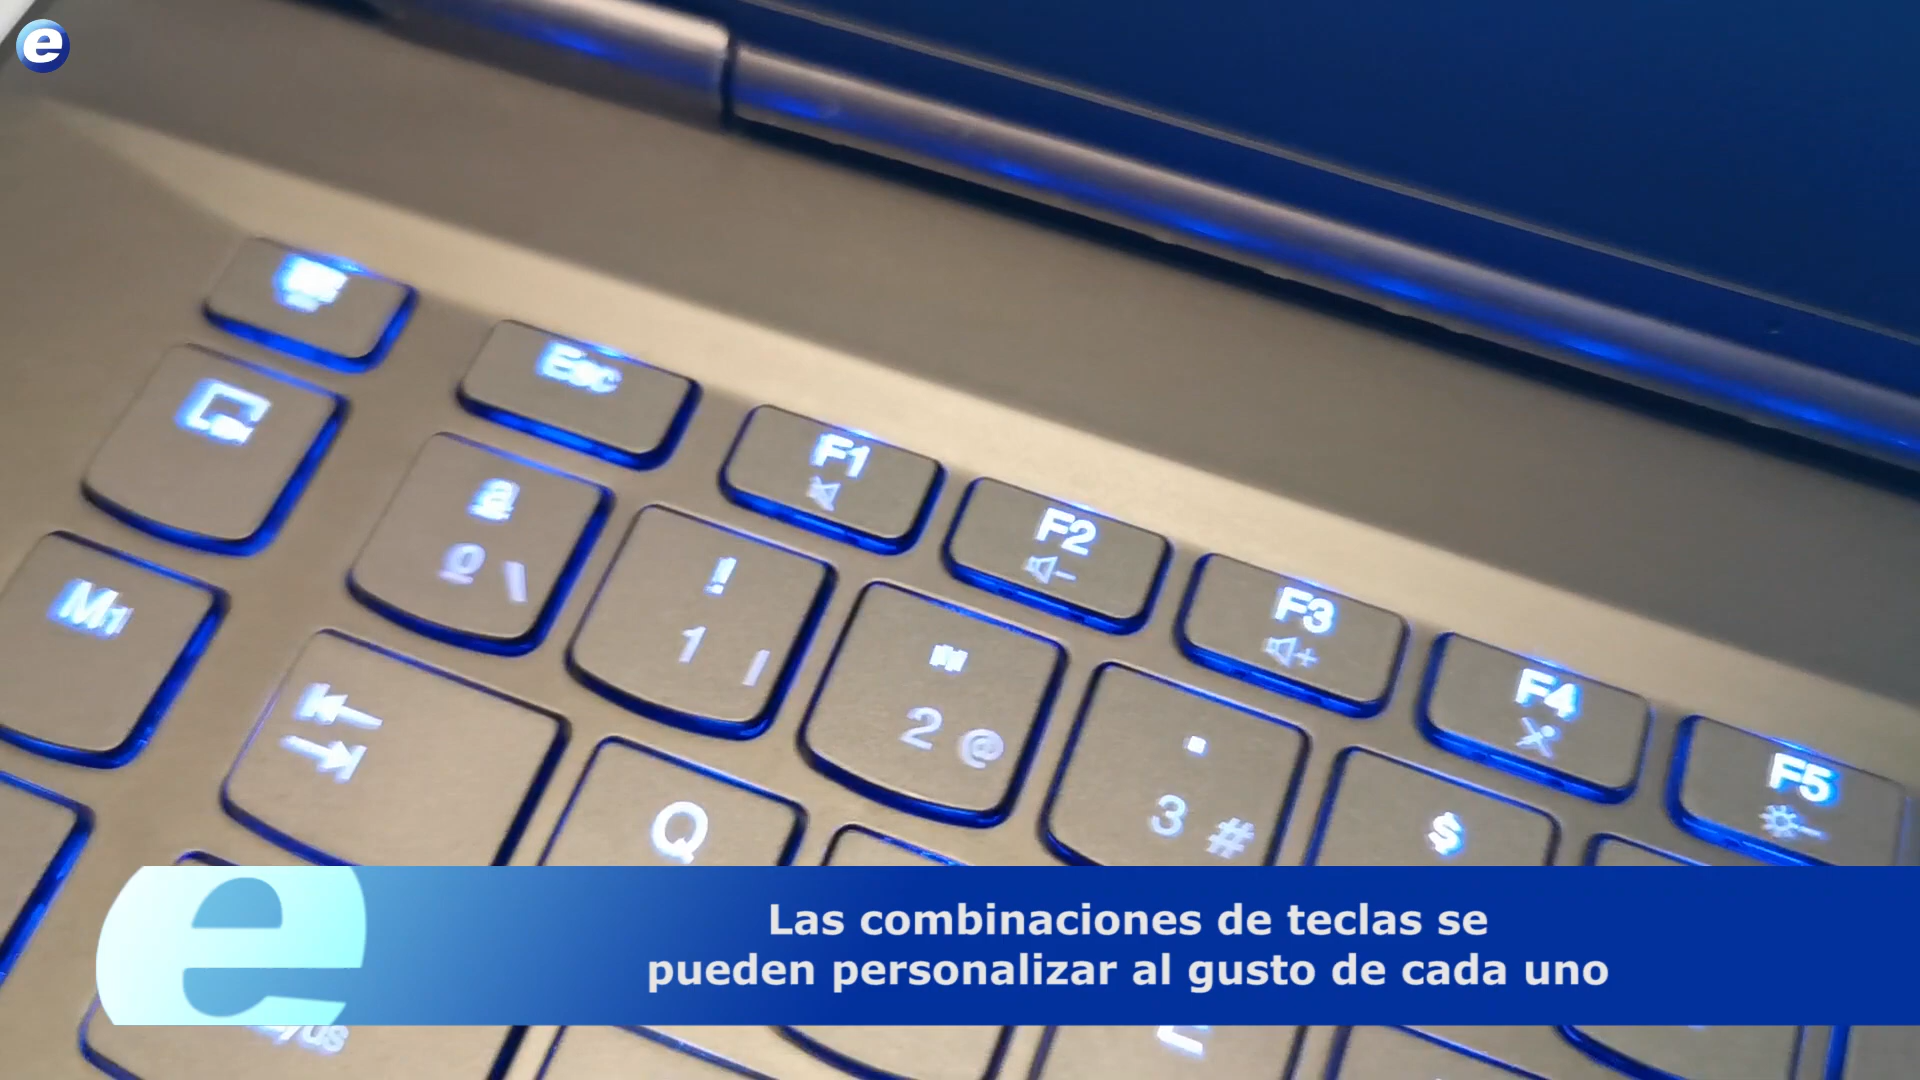 e
Esc
F1
F2
F3
F4
F5
ª
º \
!
1 |
"
2 @
·
3 #
$
M1
Q
e
Las combinaciones de teclas se
pueden personalizar al gusto de cada uno